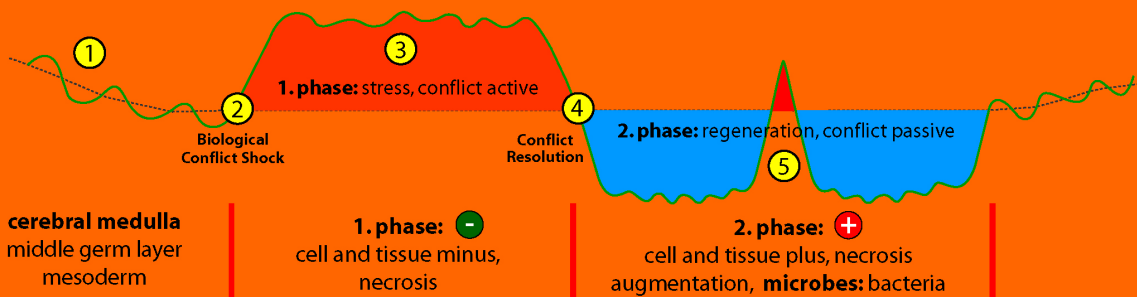 1
3
1. phase: stress, conflict active
2
4
Biological
Conflict Shock
Conflict
Resolution
2. phase: regeneration, conflict passive
5
cerebral medulla
middle germ layer
mesoderm
1. phase: -
cell and tissue minus,
necrosis
2. phase: +
cell and tissue plus, necrosis
augmentation, microbes: bacteria